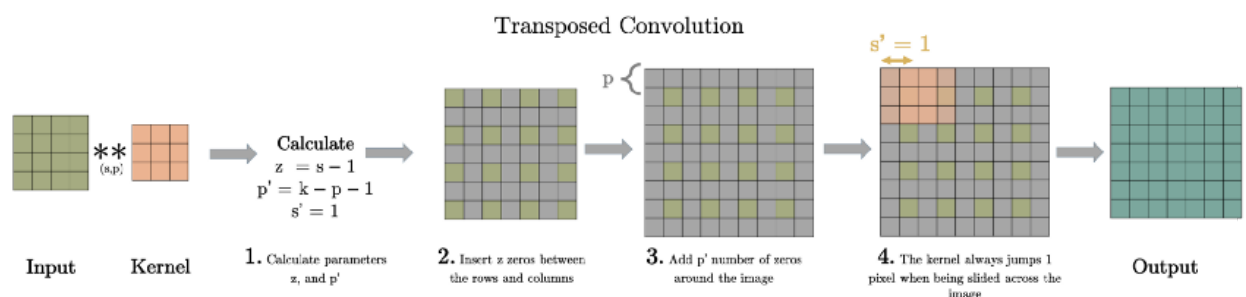 Transposed Convolution
s' = 1
p
**
(s,p)
Calculate
z = s − 1
p' = k − p − 1
s' = 1
Input
Kernel
1. Calculate parameters
z, and p'
2. Insert z zeros between
the rows and columns
3. Add p' number of zeros
around the image
4. The kernel always jumps 1
pixel when being slided across the
image
Output